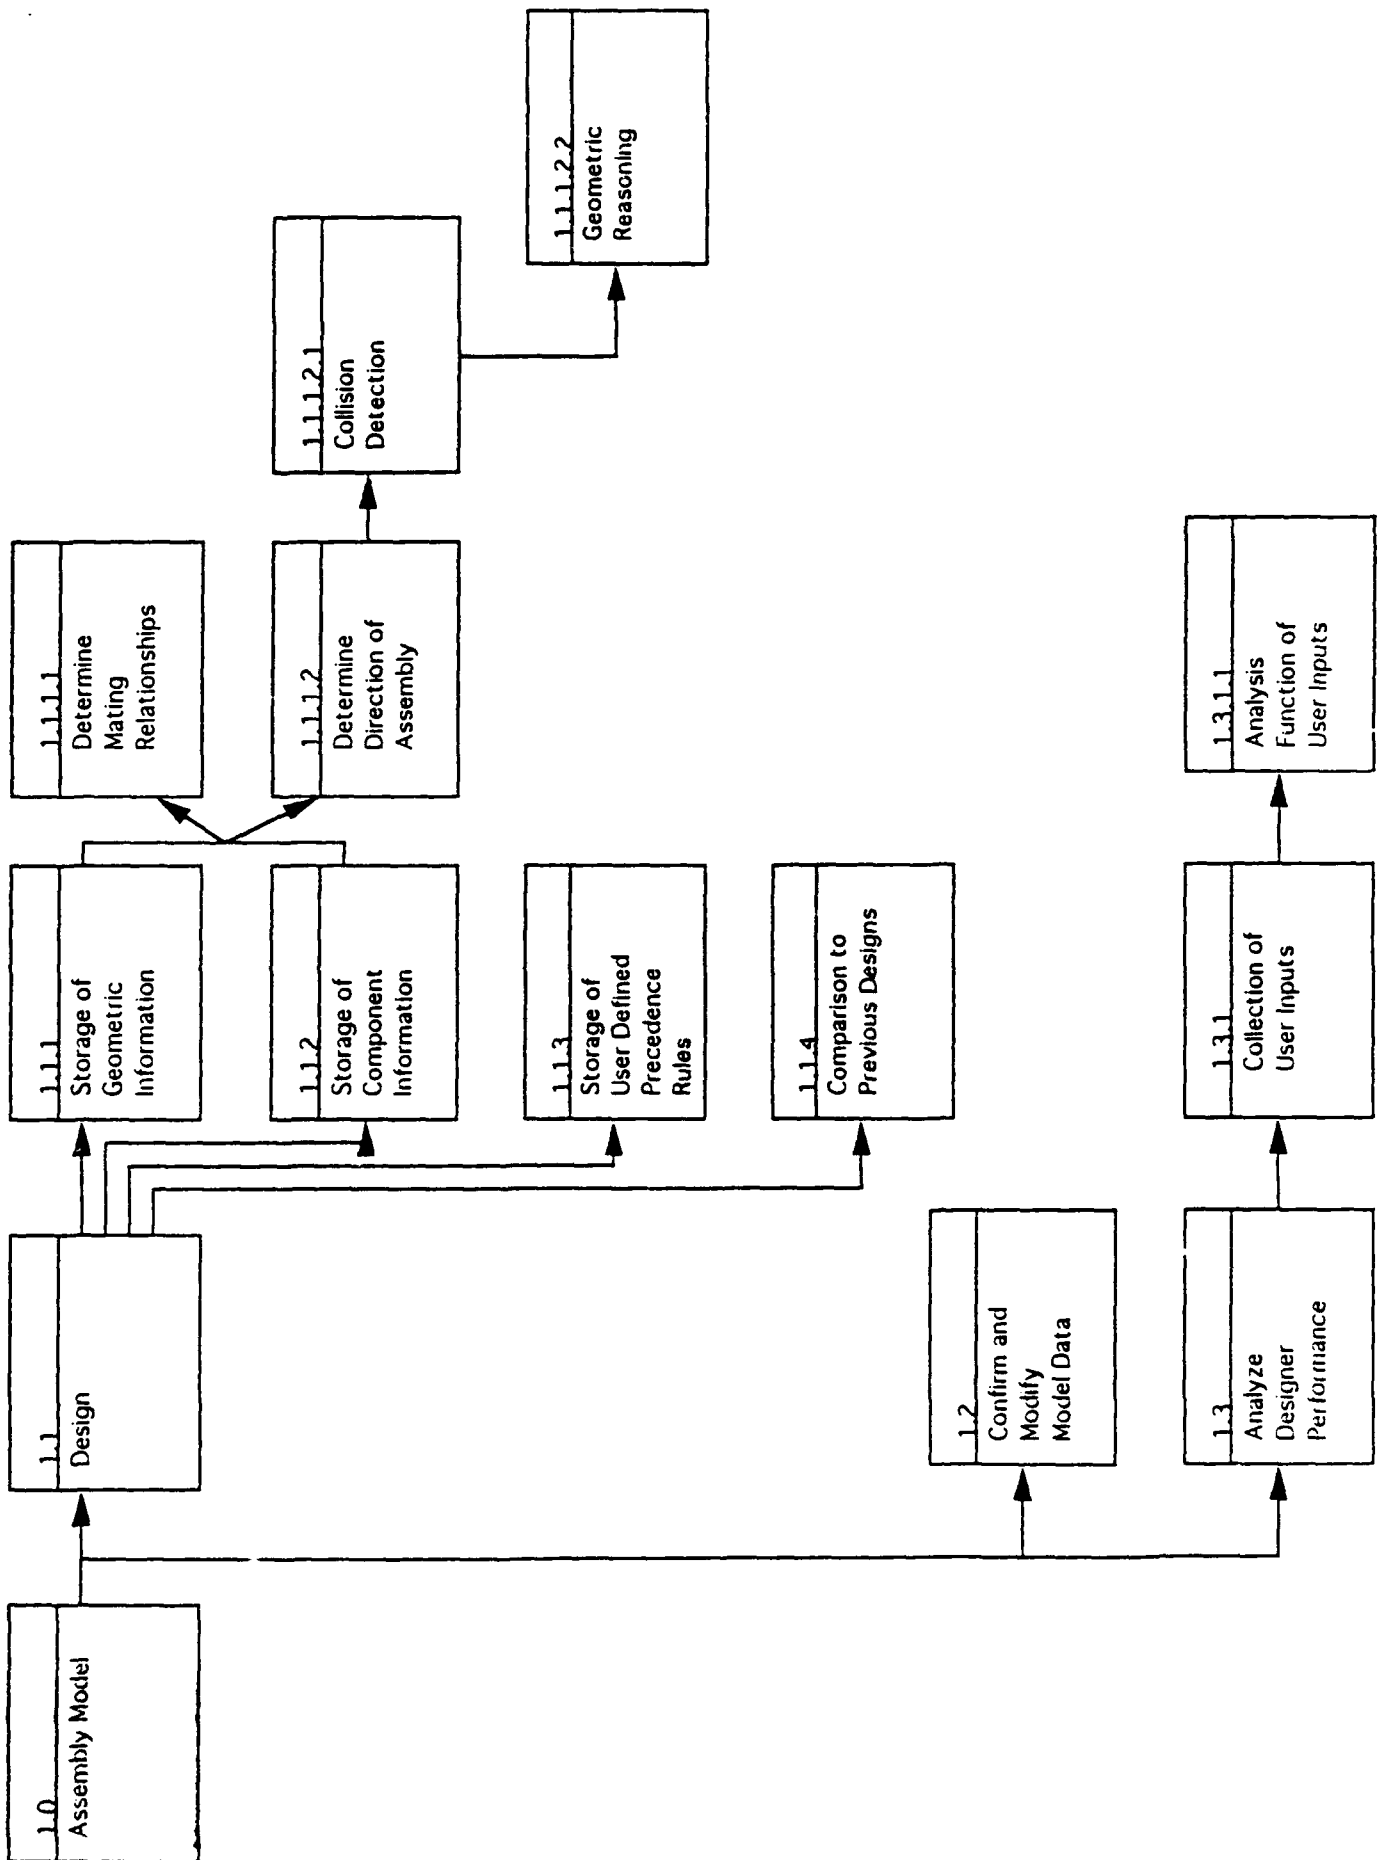 1.0
Assembly Model
1.1
Design
1.1.1
Storage of
Geometric
Information
1.1.1.1
Determine
Mating
Relationships
1.1.2
Storage of
Component
Information
1.1.1.2
Determine
Direction of
Assembly
1.1.1.2.1
Collision
Detection
1.1.1.2.2
Geometric
Reasoning
1.1.3
Storage of
User Defined
Precedence
Rules
1.1.4
Comparison to
Previous Designs
1.2
Confirm and
Modify
Model Data
1.3
Analyze
Designer
Performance
1.3.1
Collection of
User Inputs
1.3.1.1
Analysis
Function of
User Inputs